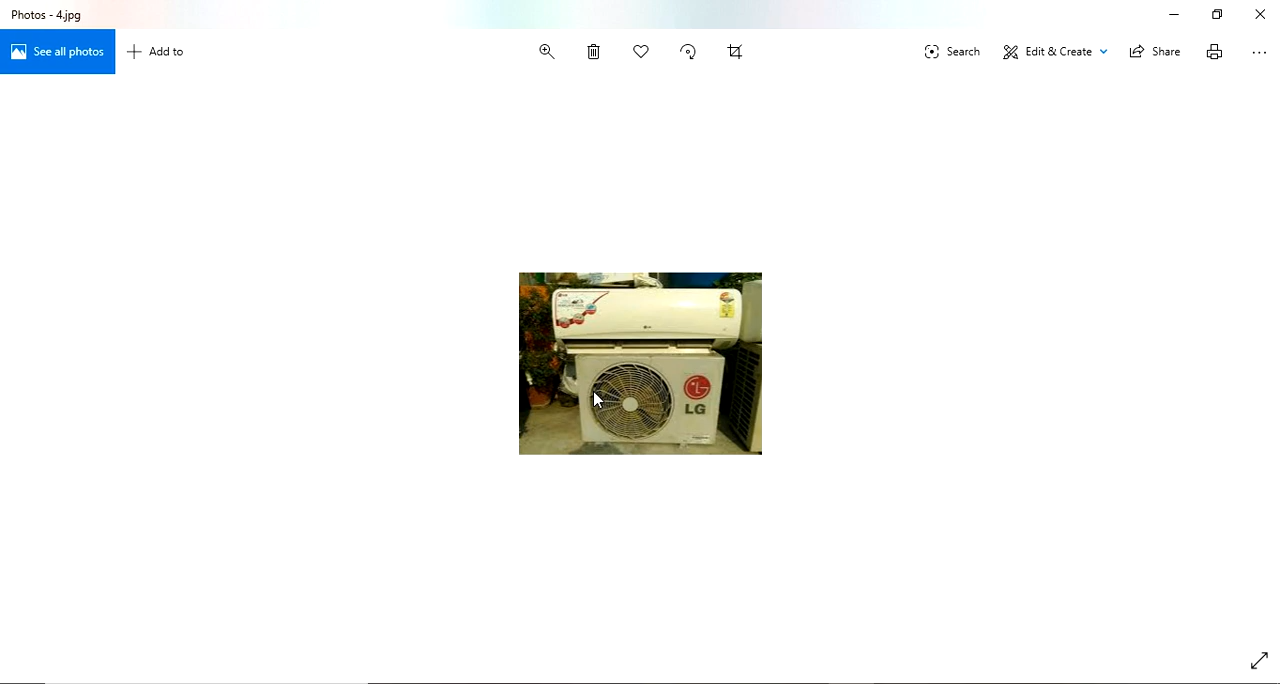 Photos - 4.jpg
See all photos
Add to
Search
Edit & Create
Share
LG